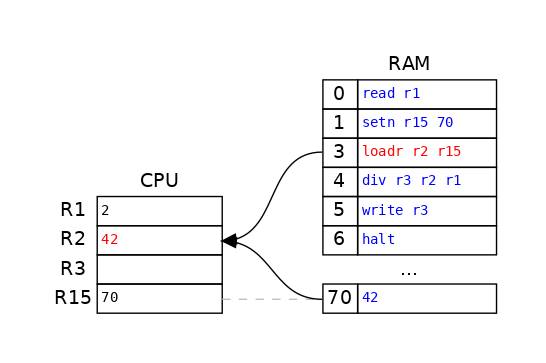 RAM
0 read r1
1 setn r15 70
3 loadr r2 r15
4 div r3 r2 r1
5 write r3
6 halt
...
70 42
CPU
R1 2
R2 42
R3
R15 70